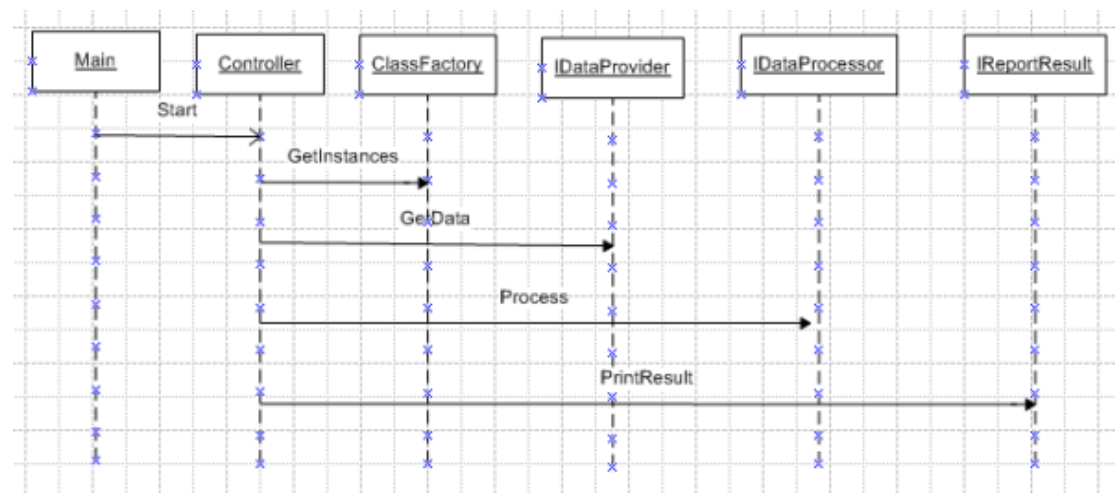 Main
Controller
ClassFactory
IDataProvider
IDataProcessor
IReportResult
Start
GetInstances
GetData
Process
PrintResult